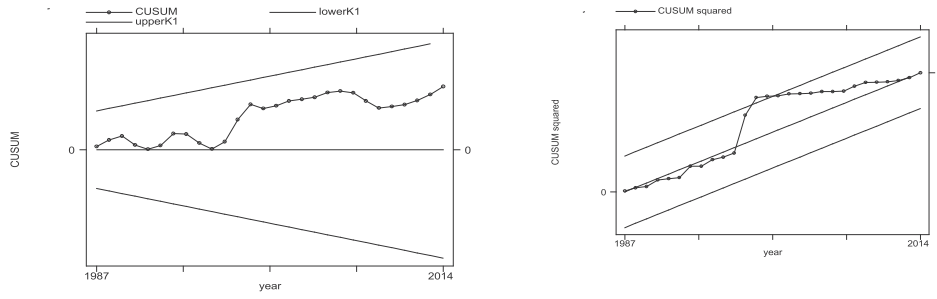 CUSUM lowerK1
upperK1
CUSUM
0
0
1987
2014
year
CUSUM squared
CUSUM squared
0
1987
2014
year